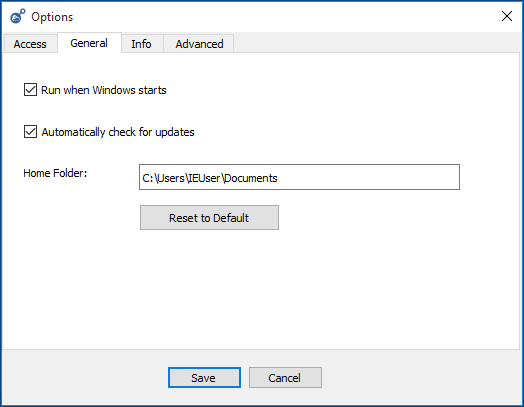 Options
Access General Info Advanced
Run when Windows starts
Automatically check for updates
Home Folder: C:\Users\IEUser\Documents
Reset to Default
Save Cancel